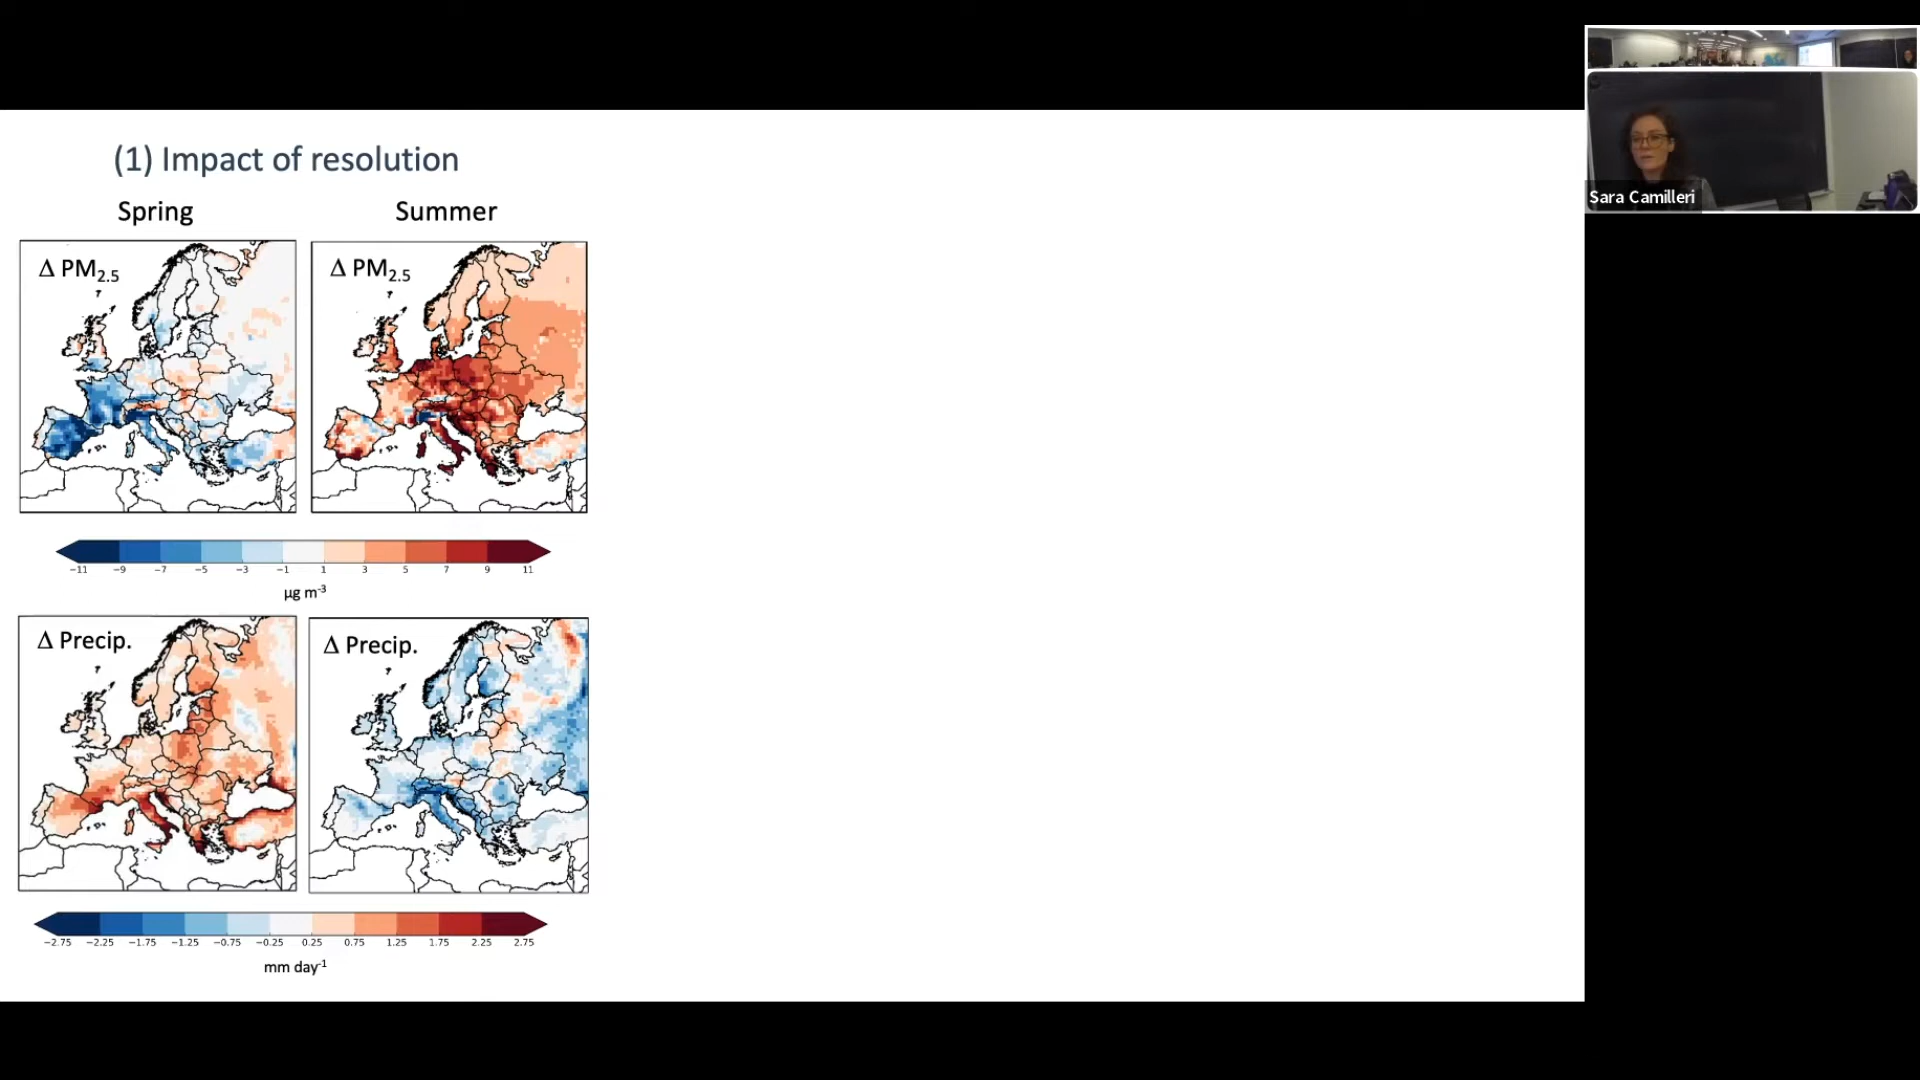 (1) Impact of resolution
Spring
Summer
Δ PM2.5
Δ PM2.5
−11 −9 −7 −5 −3 −1 1 3 5 7 9 11
μg m⁻³
Δ Precip.
Δ Precip.
−2.75 −2.25 −1.75 −1.25 −0.75 −0.25 0.25 0.75 1.25 1.75 2.25 2.75
mm day⁻¹
Sara Camilleri